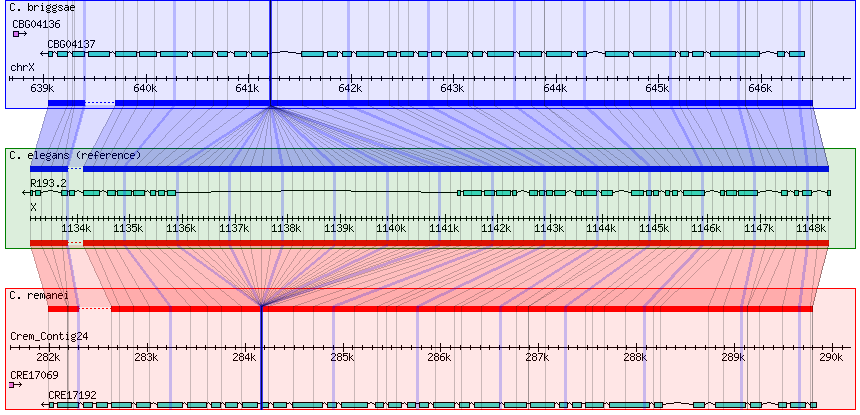 C. briggsae
CBG04136
CBG04137
chrX
639k 640k 641k 642k 643k 644k 645k 646k
C. elegans (reference)
R193.2
X
1134k 1135k 1136k 1137k 1138k 1139k 1140k 1141k 1142k 1143k 1144k 1145k 1146k 1147k 1148k
C. remanei
Crem_Contig24
282k 283k 284k 285k 286k 287k 288k 289k 290k
CRE17069
CRE17192